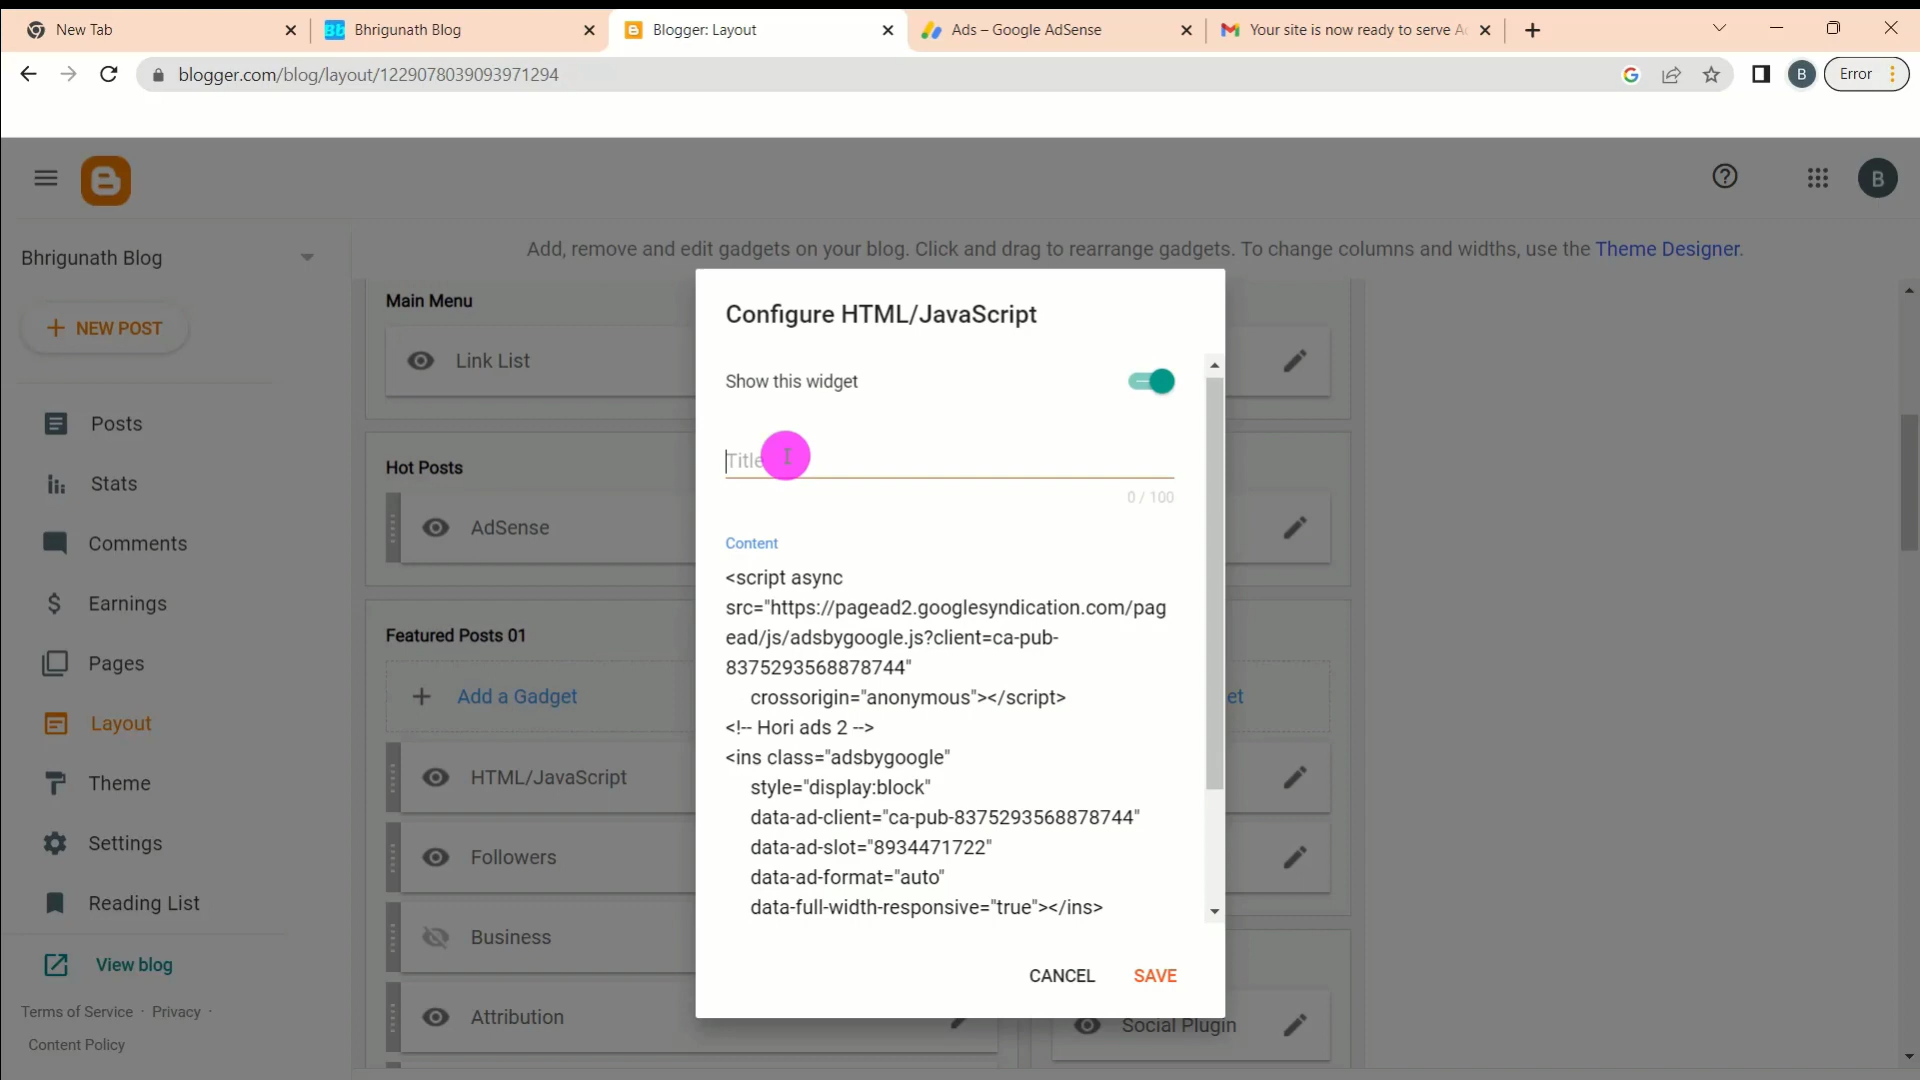 New Tab
Bhrigunath Blog
Blogger: Layout
Ads – Google AdSense
Your site is now ready to serve A
blogger.com/blog/layout/1229078039093971294
B
Error
B
Bhrigunath Blog
Add, remove and edit gadgets on your blog. Click and drag to rearrange gadgets. To change columns and widths, use the Theme Designer.
NEW POST
Posts
Stats
Comments
Earnings
Pages
Layout
Theme
Settings
Reading List
View blog
Terms of Service · Privacy ·
Content Policy
Main Menu
Link List
Hot Posts
AdSense
Featured Posts 01
Add a Gadget
et
HTML/JavaScript
Followers
Business
Attribution
Social Plugin
Configure HTML/JavaScript
Show this widget
Title
0 / 100
Content
<script async
src="https://pagead2.googlesyndication.com/pag
ead/js/adsbygoogle.js?client=ca-pub-
8375293568878744"
crossorigin="anonymous"></script>
<!-- Hori ads 2 -->
<ins class="adsbygoogle"
style="display:block"
data-ad-client="ca-pub-8375293568878744"
data-ad-slot="8934471722"
data-ad-format="auto"
data-full-width-responsive="true"></ins>
CANCEL
SAVE